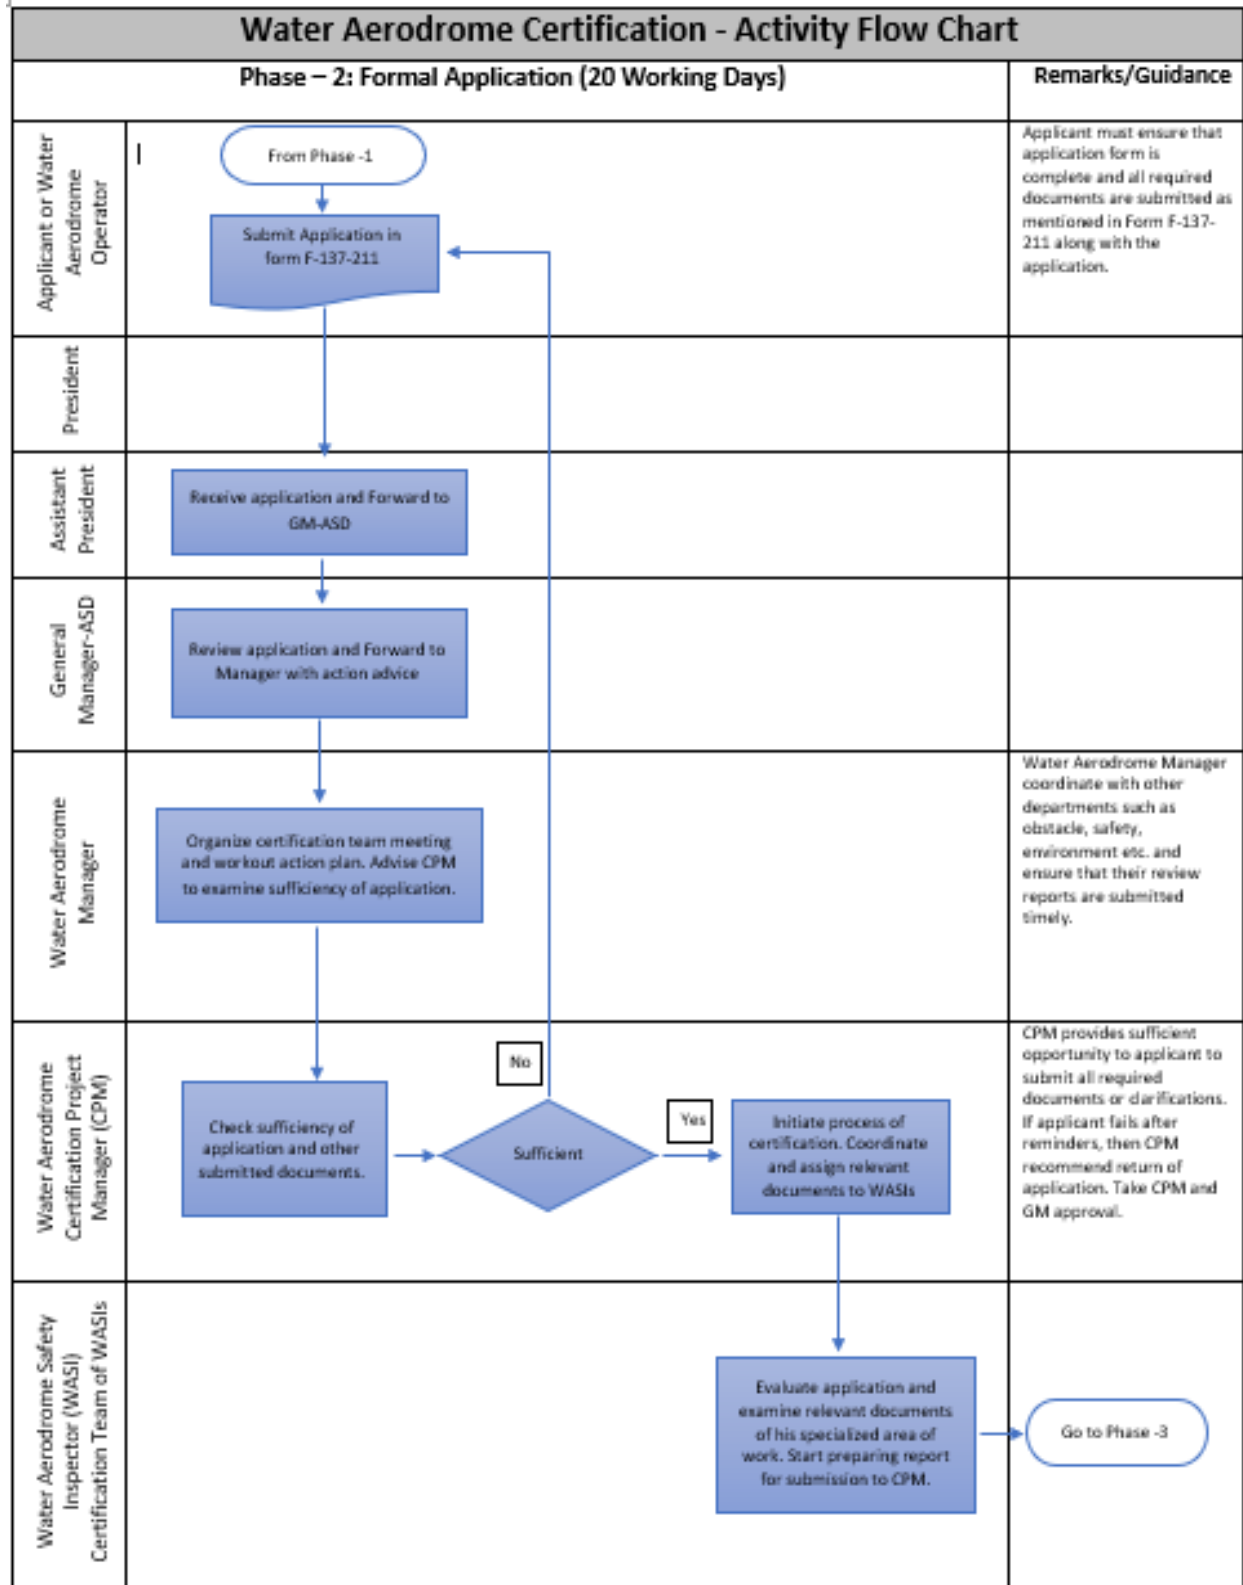 Water Aerodrome Certification - Activity Flow Chart
Phase – 2: Formal Application (20 Working Days)
Remarks/Guidance
Applicant or Water
Aerodrome
Operator
From Phase -1
Submit Application in
form F-137-211
Applicant must ensure that
application form is
complete and all required
documents are submitted as
mentioned in Form F-137-
211 along with the
application.
President
Assistant
President
Receive application and Forward to
GM-ASD
General
Manager-ASD
Review application and Forward to
Manager with action advice
Water Aerodrome
Manager
Organize certification team meeting
and workout action plan. Advise CPM
to examine sufficiency of application.
Water Aerodrome Manager
coordinate with other
departments such as
obstacle, safety,
environment etc. and
ensure that their review
reports are submitted
timely.
Water Aerodrome
Certification Project
Manager (CPM)
Check sufficiency of
application and other
submitted documents.
No
Sufficient
Yes
Initiate process of
certification. Coordinate
and assign relevant
documents to WASIs
CPM provides sufficient
opportunity to applicant to
submit all required
documents or clarifications.
If applicant fails after
reminders, then CPM
recommend return of
application. Take CPM and
GM approval.
Water Aerodrome Safety
Inspector (WASI)
Certification Team of WASIs
Evaluate application and
examine relevant documents
of his specialized area of
work. Start preparing report
for submission to CPM.
Go to Phase -3